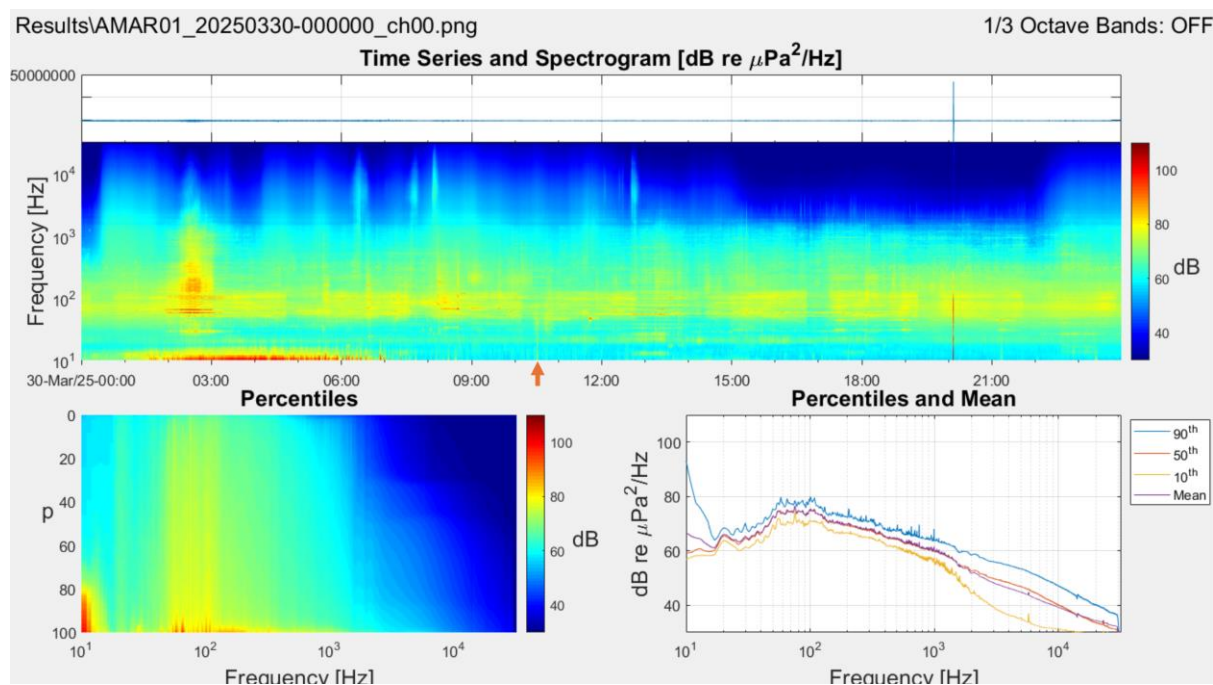 Results\AMAR01_20250330-000000_ch00.png
1/3 Octave Bands: OFF
Time Series and Spectrogram [dB re μPa²/Hz]
50000000
10⁴
10³
10²
10¹
Frequency [Hz]
100
80
60
40
dB
30-Mar/25-00:00 03:00 06:00 09:00 12:00 15:00 18:00 21:00
Percentiles
0
20
40
60
80
100
p
100
80
60
40
dB
10¹ 10² 10³ 10⁴
Frequency [Hz]
Percentiles and Mean
100
80
60
40
dB re μPa²/Hz
90ᵗʰ
50ᵗʰ
10ᵗʰ
Mean
10¹ 10² 10³ 10⁴
Frequency [Hz]